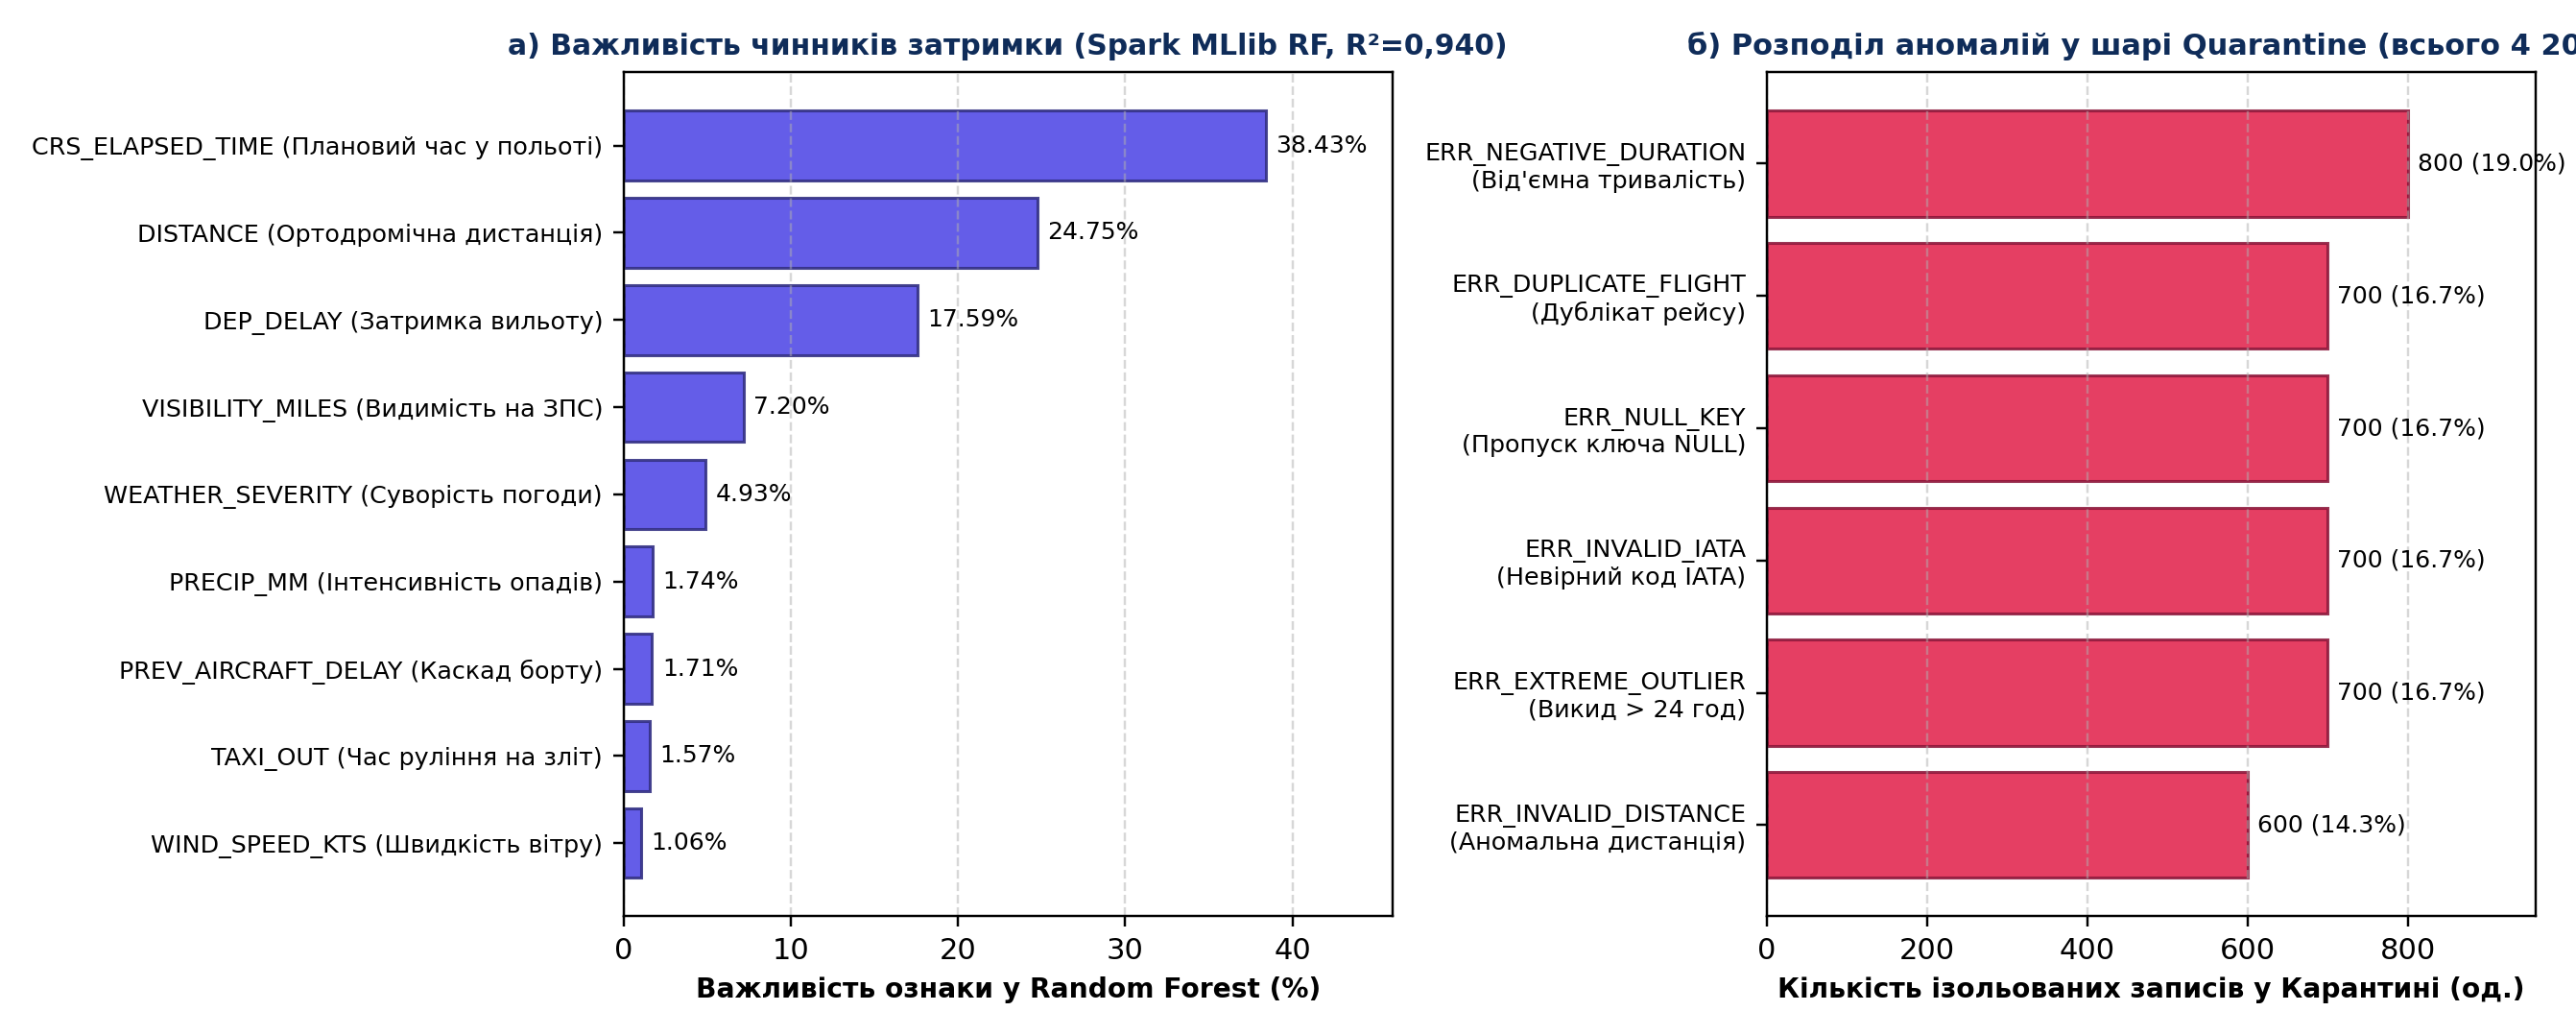 а) Важливість чинників затримки (Spark MLlib RF, R²=0,940)
CRS_ELAPSED_TIME (Плановий час у польоті)
38.43%
DISTANCE (Ортодромічна дистанція)
24.75%
DEP_DELAY (Затримка вильоту)
17.59%
VISIBILITY_MILES (Видимість на ЗПС)
7.20%
WEATHER_SEVERITY (Суворість погоди)
4.93%
PRECIP_MM (Інтенсивність опадів)
1.74%
PREV_AIRCRAFT_DELAY (Каскад борту)
1.71%
TAXI_OUT (Час руління на зліт)
1.57%
WIND_SPEED_KTS (Швидкість вітру)
1.06%
0 10 20 30 40
Важливість ознаки у Random Forest (%)
б) Розподіл аномалій у шарі Quarantine (всього 4 20
ERR_NEGATIVE_DURATION
(Від'ємна тривалість)
800 (19.0%)
ERR_DUPLICATE_FLIGHT
(Дублікат рейсу)
700 (16.7%)
ERR_NULL_KEY
(Пропуск ключа NULL)
700 (16.7%)
ERR_INVALID_IATA
(Невірний код IATA)
700 (16.7%)
ERR_EXTREME_OUTLIER
(Викид > 24 год)
700 (16.7%)
ERR_INVALID_DISTANCE
(Аномальна дистанція)
600 (14.3%)
0 200 400 600 800
Кількість ізольованих записів у Карантині (од.)